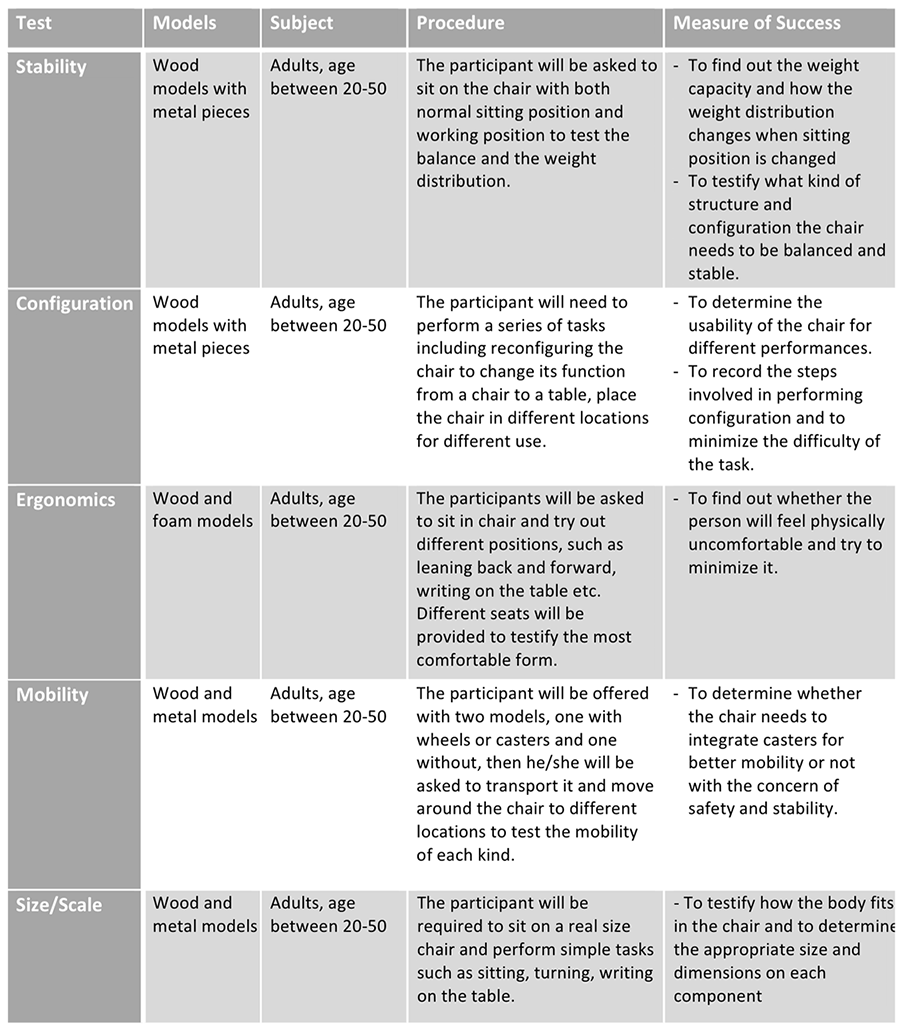 Test Models Subject Procedure Measure of Success
Stability
Wood
models with
metal pieces
Adults, age
between 20-50
The participant will be asked to
sit on the chair with both
normal sitting position and
working position to test the
balance and the weight
distribution.
- To find out the weight
capacity and how the
weight distribution
changes when sitting
position is changed
- To testify what kind of
structure and
configuration the chair
needs to be balanced and
stable.
Configuration
Wood
models with
metal pieces
Adults, age
between 20-50
The participant will need to
perform a series of tasks
including reconfiguring the
chair to change its function
from a chair to a table, place
the chair in different locations
for different use.
- To determine the
usability of the chair for
different performances.
- To record the steps
involved in performing
configuration and to
minimize the difficulty of
the task.
Ergonomics
Wood and
foam models
Adults, age
between 20-50
The participants will be asked
to sit in chair and try out
different positions, such as
leaning back and forward,
writing on the table etc.
Different seats will be
provided to testify the most
comfortable form.
- To find out whether the
person will feel physically
uncomfortable and try to
minimize it.
Mobility
Wood and
metal models
Adults, age
between 20-50
The participant will be offered
with two models, one with
wheels or casters and one
without, then he/she will be
asked to transport it and move
around the chair to different
locations to test the mobility
of each kind.
- To determine whether
the chair needs to
integrate casters for
better mobility or not
with the concern of
safety and stability.
Size/Scale
Wood and
metal models
Adults, age
between 20-50
The participant will be
required to sit on a real size
chair and perform simple tasks
such as sitting, turning, writing
on the table.
- To testify how the body fits
in the chair and to determine
the appropriate size and
dimensions on each
component